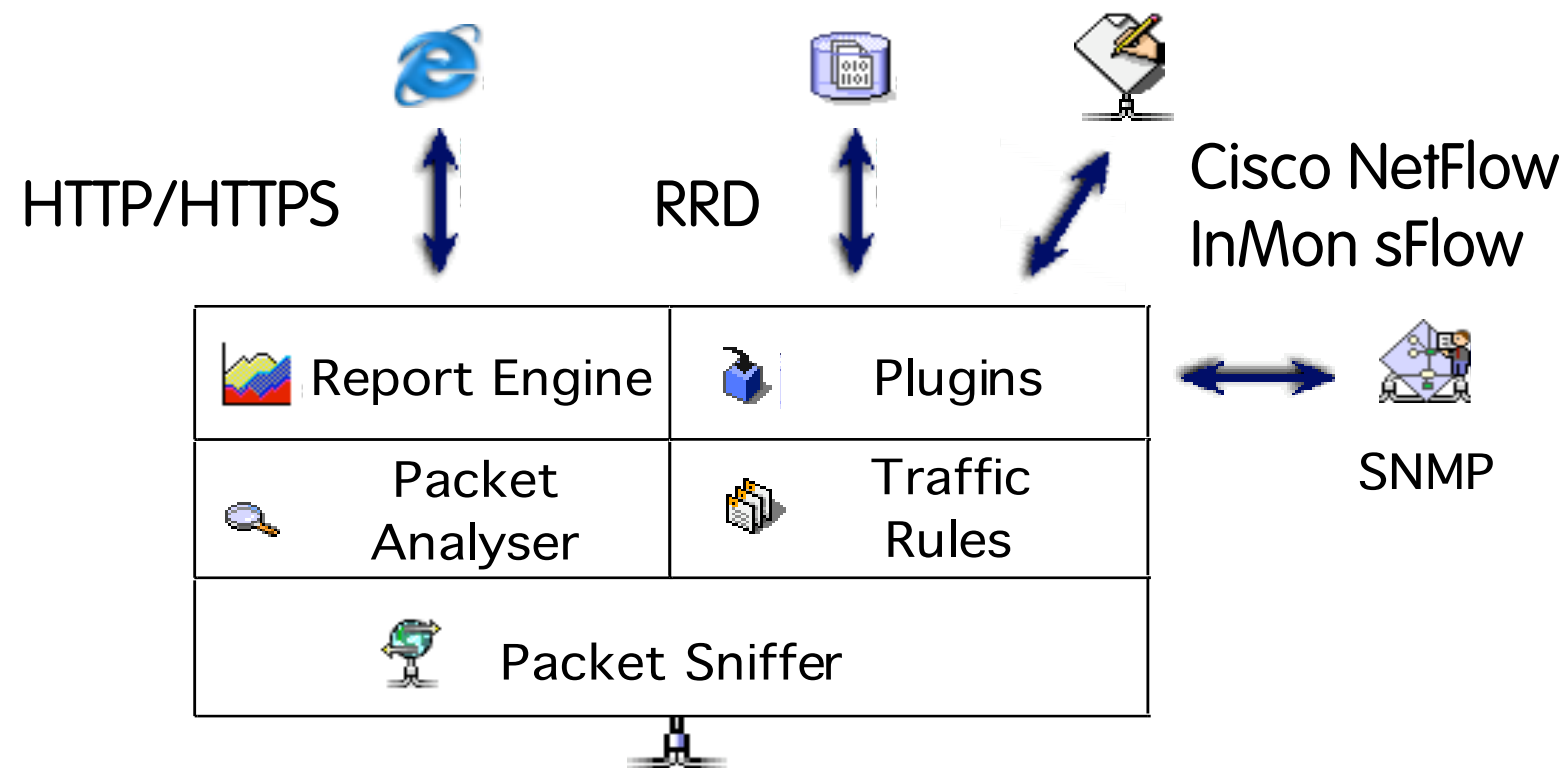 HTTP/HTTPS
RRD
Cisco NetFlow
InMon sFlow
Report Engine
Plugins
SNMP
Packet
Analyser
Traffic
Rules
Packet Sniffer